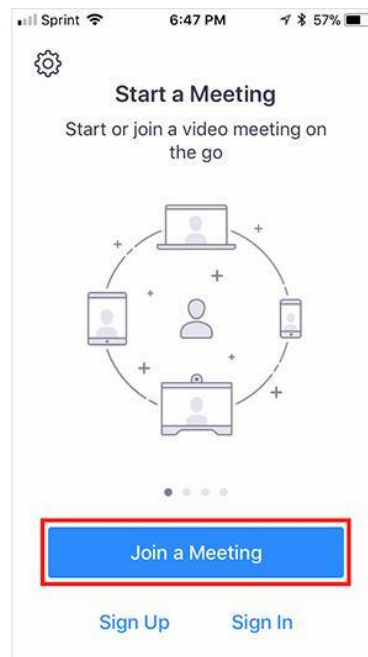 Sprint 6:47 PM 57%
Start a Meeting
Start or join a video meeting on
the go
Join a Meeting
Sign Up Sign In